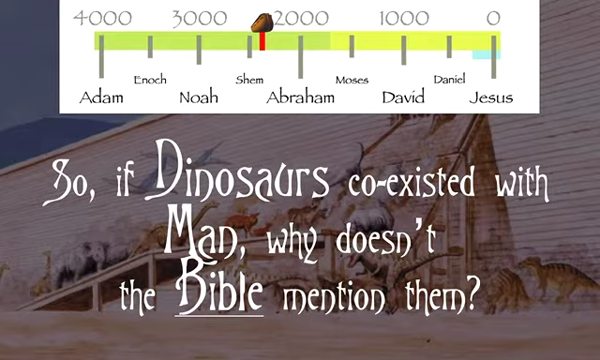 4000 3000 2000 1000 0
Enoch Shem Moses Daniel
Adam Noah Abraham David Jesus
So, if Dinosaurs co-existed with
Man, why doesn't
the Bible mention them?